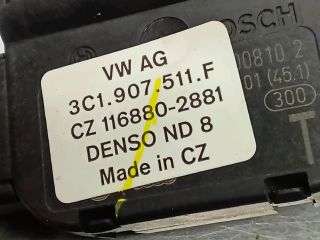 VW AG
3C1.907.511.F
CZ 116880-2881
DENSO ND 8
Made in CZ
OSCH
00810 2
01 (45.1)
300
T